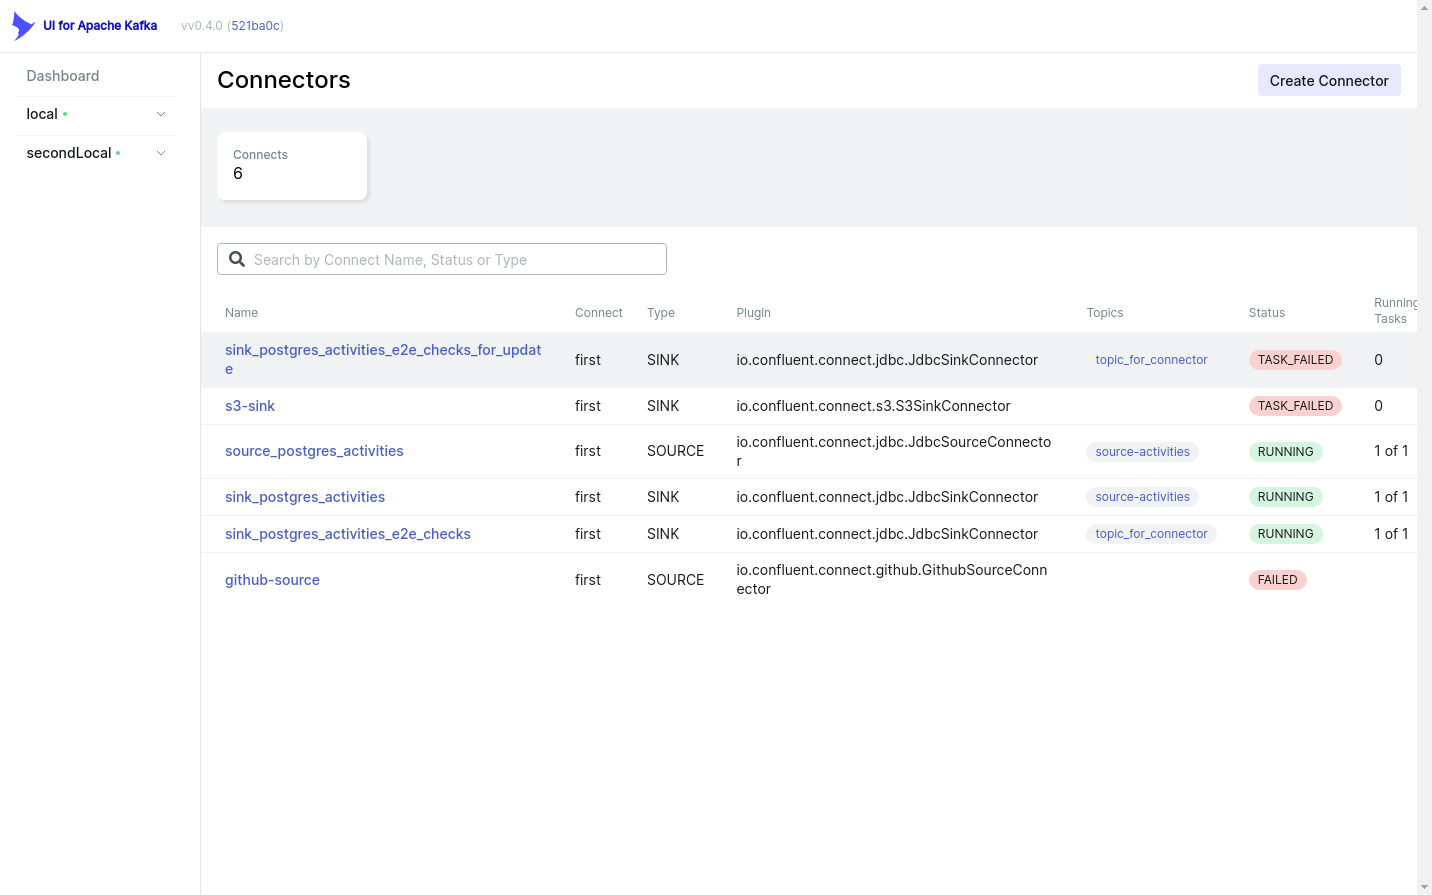 UI for Apache Kafka vv0.4.0 (521ba0c)
Dashboard
local
secondLocal
Connectors
Create Connector
Connects
6
Search by Connect Name, Status or Type
Name Connect Type Plugin Topics Status Running
Tasks
sink_postgres_activities_e2e_checks_for_updat
e
first SINK io.confluent.connect.jdbc.JdbcSinkConnector topic_for_connector TASK_FAILED 0
s3-sink first SINK io.confluent.connect.s3.S3SinkConnector TASK_FAILED 0
source_postgres_activities first SOURCE io.confluent.connect.jdbc.JdbcSourceConnecto
r
source-activities RUNNING 1 of 1
sink_postgres_activities first SINK io.confluent.connect.jdbc.JdbcSinkConnector source-activities RUNNING 1 of 1
sink_postgres_activities_e2e_checks first SINK io.confluent.connect.jdbc.JdbcSinkConnector topic_for_connector RUNNING 1 of 1
github-source first SOURCE io.confluent.connect.github.GithubSourceConn
ector
FAILED